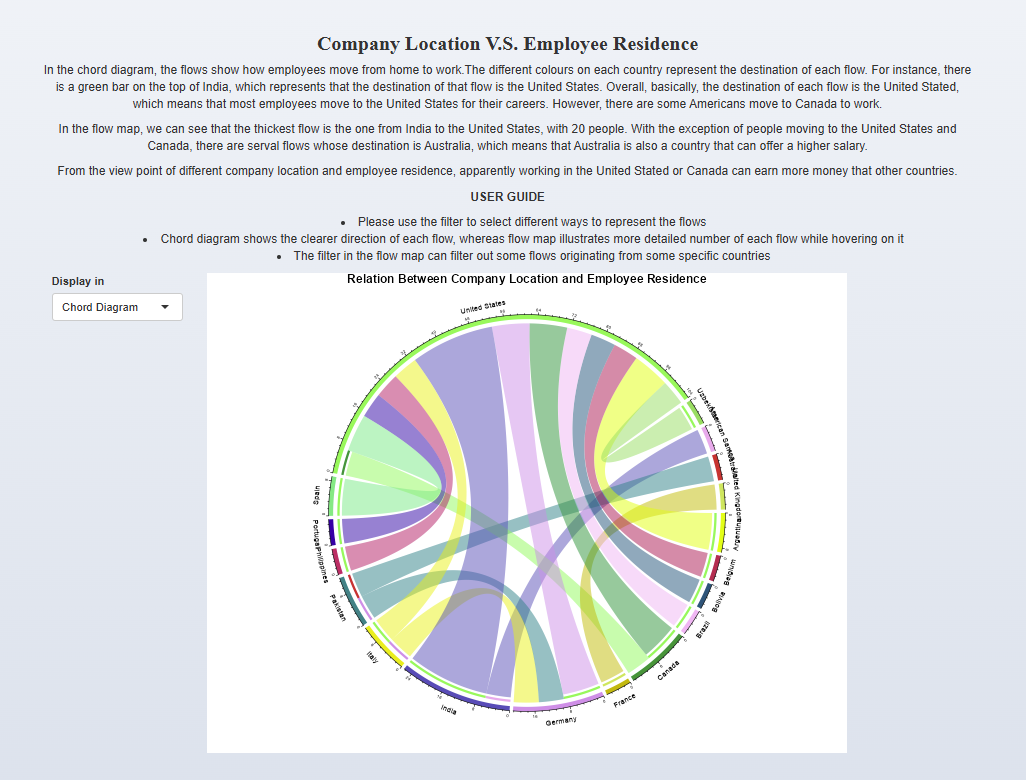 Company Location V.S. Employee Residence
In the chord diagram, the flows show how employees move from home to work.The different colours on each country represent the destination of each flow. For instance, there
is a green bar on the top of India, which represents that the destination of that flow is the United States. Overall, basically, the destination of each flow is the United Stated,
which means that most employees move to the United States for their careers. However, there are some Americans move to Canada to work.
In the flow map, we can see that the thickest flow is the one from India to the United States, with 20 people. With the exception of people moving to the United States and
Canada, there are serval flows whose destination is Australia, which means that Australia is also a country that can offer a higher salary.
From the view point of different company location and employee residence, apparently working in the United Stated or Canada can earn more money that other countries.
USER GUIDE
• Please use the filter to select different ways to represent the flows
• Chord diagram shows the clearer direction of each flow, whereas flow map illustrates more detailed number of each flow while hovering on it
• The filter in the flow map can filter out some flows originating from some specific countries
Display in
Chord Diagram
Relation Between Company Location and Employee Residence
United States
Argentina
Belgium
Bolivia
Brazil
Canada
France
Germany
India
Italy
Pakistan
Philippines
Portugal
Spain